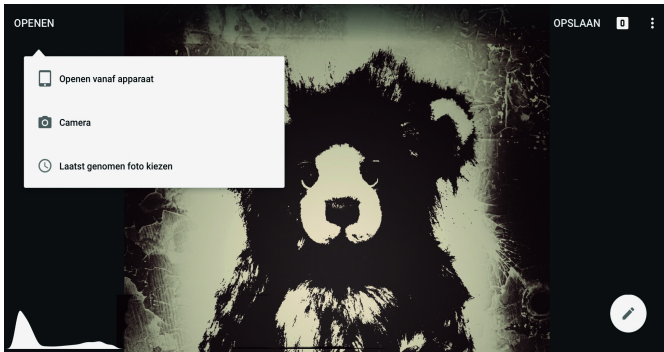 OPENEN
OPSLAAN 0
Openen vanaf apparaat
Camera
Laatst genomen foto kiezen